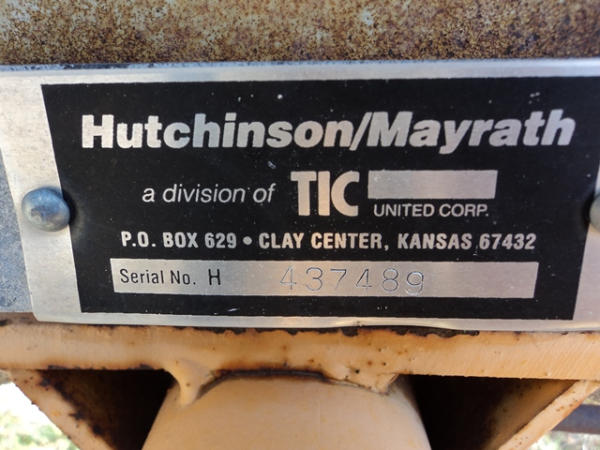 Hutchinson/Mayrath
a division of TIC UNITED CORP.
P.O. BOX 629 • CLAY CENTER, KANSAS 67432
Serial No. H 437489